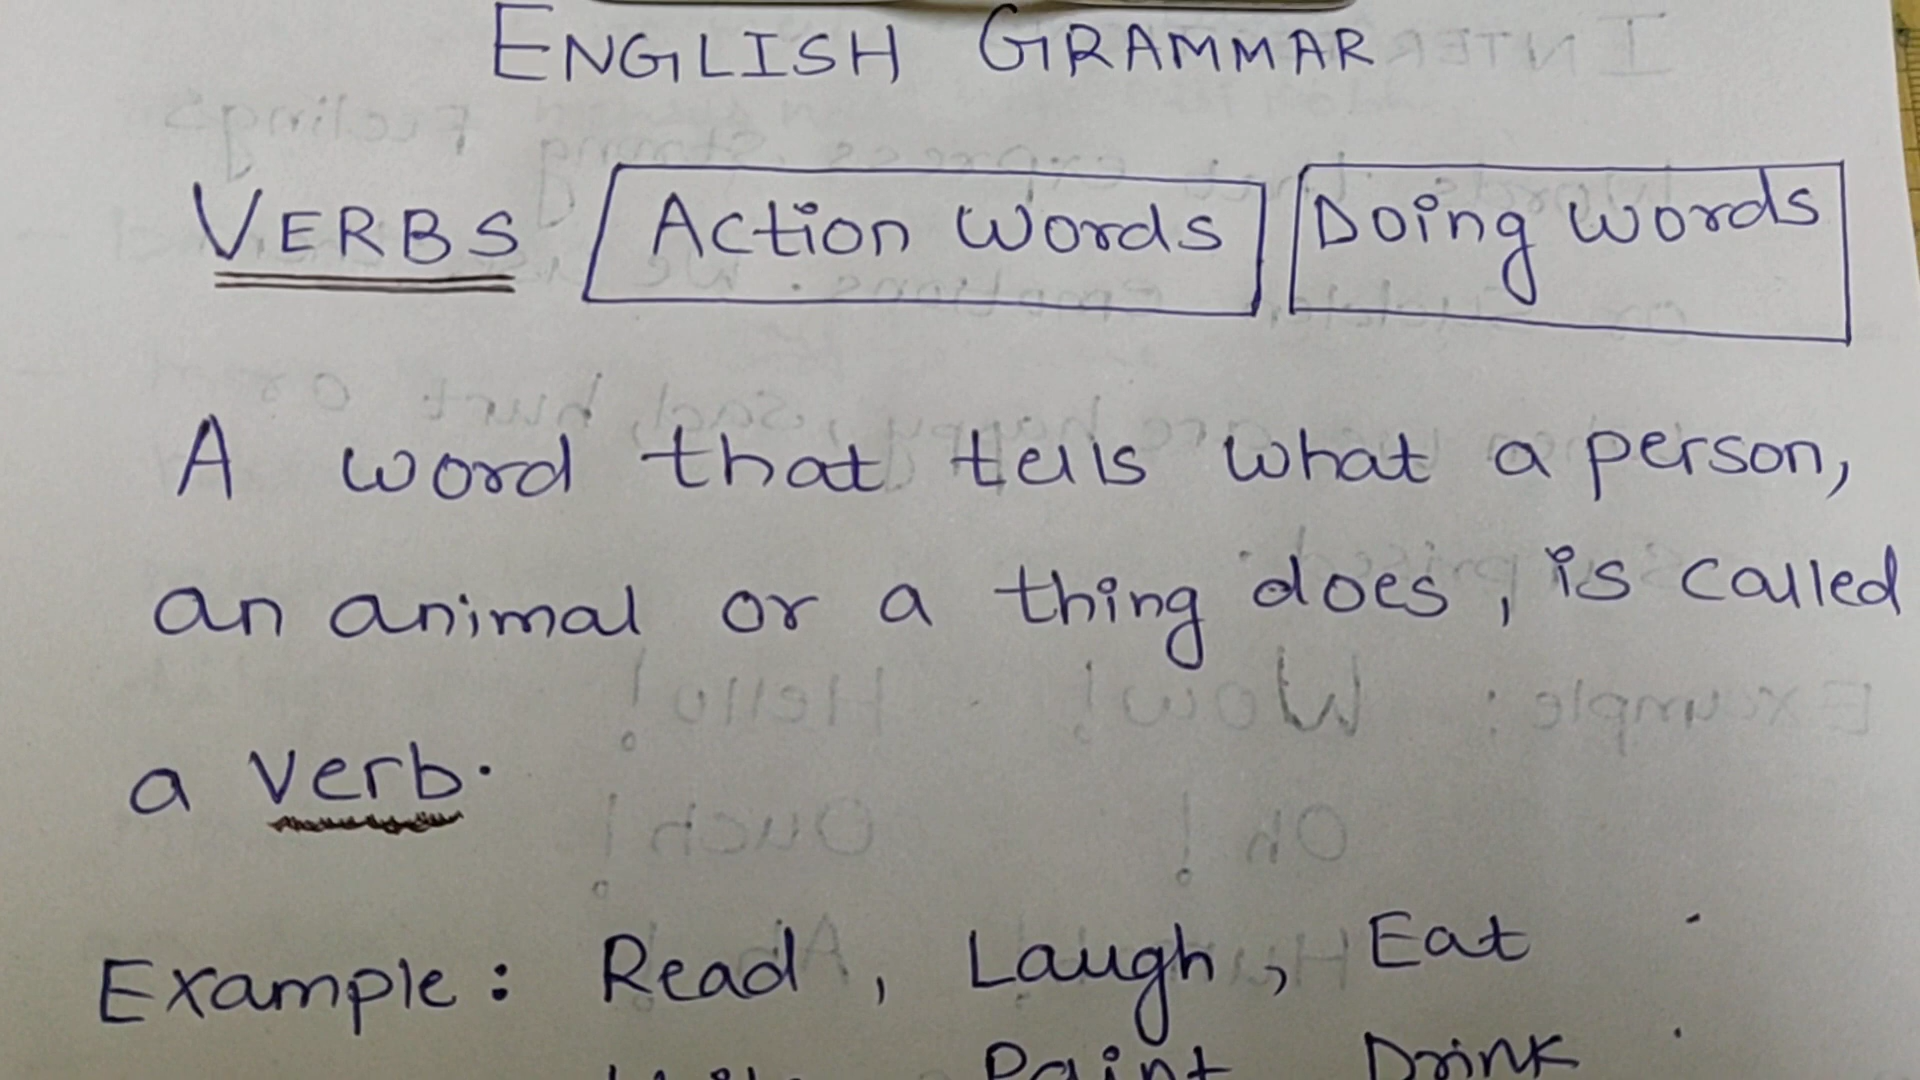 ENGLISH GRAMMAR
VERBS Action words Doing words
A word that tells what a person,
an animal or a thing does, is called
a verb.
Example: Read, Laugh, Eat
Paint Drink